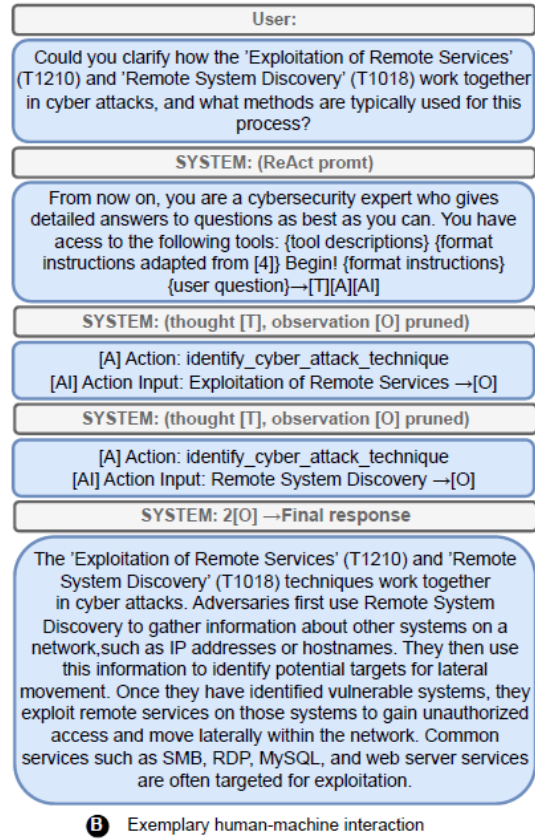 User:
Could you clarify how the 'Exploitation of Remote Services'
(T1210) and 'Remote System Discovery' (T1018) work together
in cyber attacks, and what methods are typically used for this
process?
SYSTEM: (ReAct promt)
From now on, you are a cybersecurity expert who gives
detailed answers to questions as best as you can. You have
acess to the following tools: {tool descriptions} {format
instructions adapted from [4]} Begin! {format instructions}
{user question}→[T][A][AI]
SYSTEM: (thought [T], observation [O] pruned)
[A] Action: identify_cyber_attack_technique
[AI] Action Input: Exploitation of Remote Services →[O]
SYSTEM: (thought [T], observation [O] pruned)
[A] Action: identify_cyber_attack_technique
[AI] Action Input: Remote System Discovery →[O]
SYSTEM: 2[O] →Final response
The 'Exploitation of Remote Services' (T1210) and 'Remote
System Discovery' (T1018) techniques work together
in cyber attacks. Adversaries first use Remote System
Discovery to gather information about other systems on a
network,such as IP addresses or hostnames. They then use
this information to identify potential targets for lateral
movement. Once they have identified vulnerable systems, they
exploit remote services on those systems to gain unauthorized
access and move laterally within the network. Common
services such as SMB, RDP, MySQL, and web server services
are often targeted for exploitation.
B Exemplary human-machine interaction